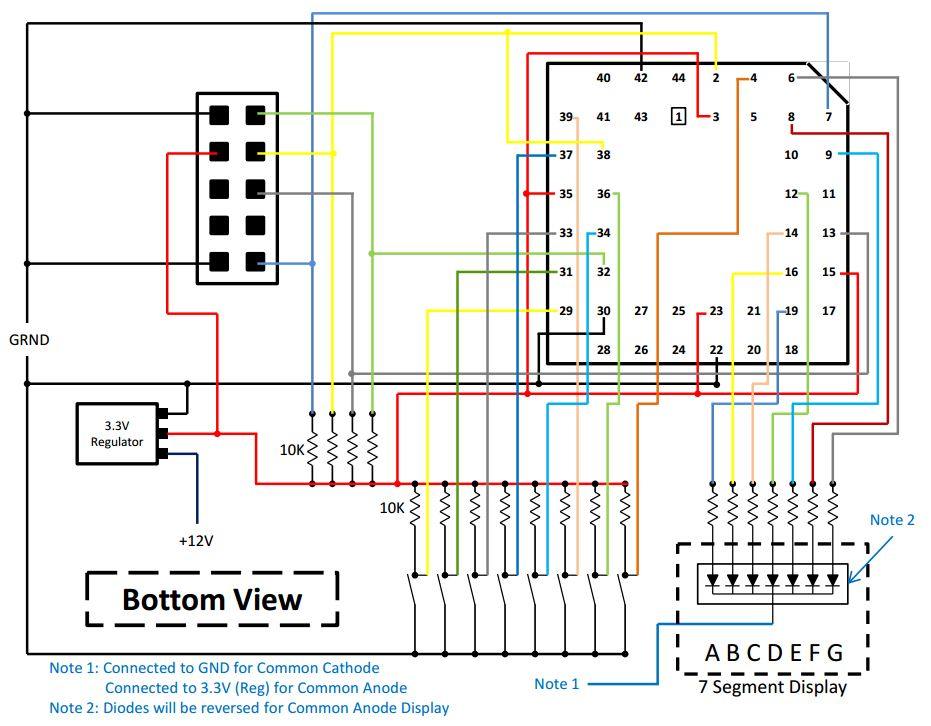 40 42 44 2 4 6
39 41 43 1 3 5 8 7
37 38 10 9
35 36 12 11
33 34 14 13
31 32 16 15
29 30 27 25 23 21 19 17
28 26 24 22 20 18
GRND
3.3V
Regulator
10K
10K
+12V
Note 2
Bottom View
A B C D E F G
7 Segment Display
Note 1
Note 1: Connected to GND for Common Cathode
Connected to 3.3V (Reg) for Common Anode
Note 2: Diodes will be reversed for Common Anode Display